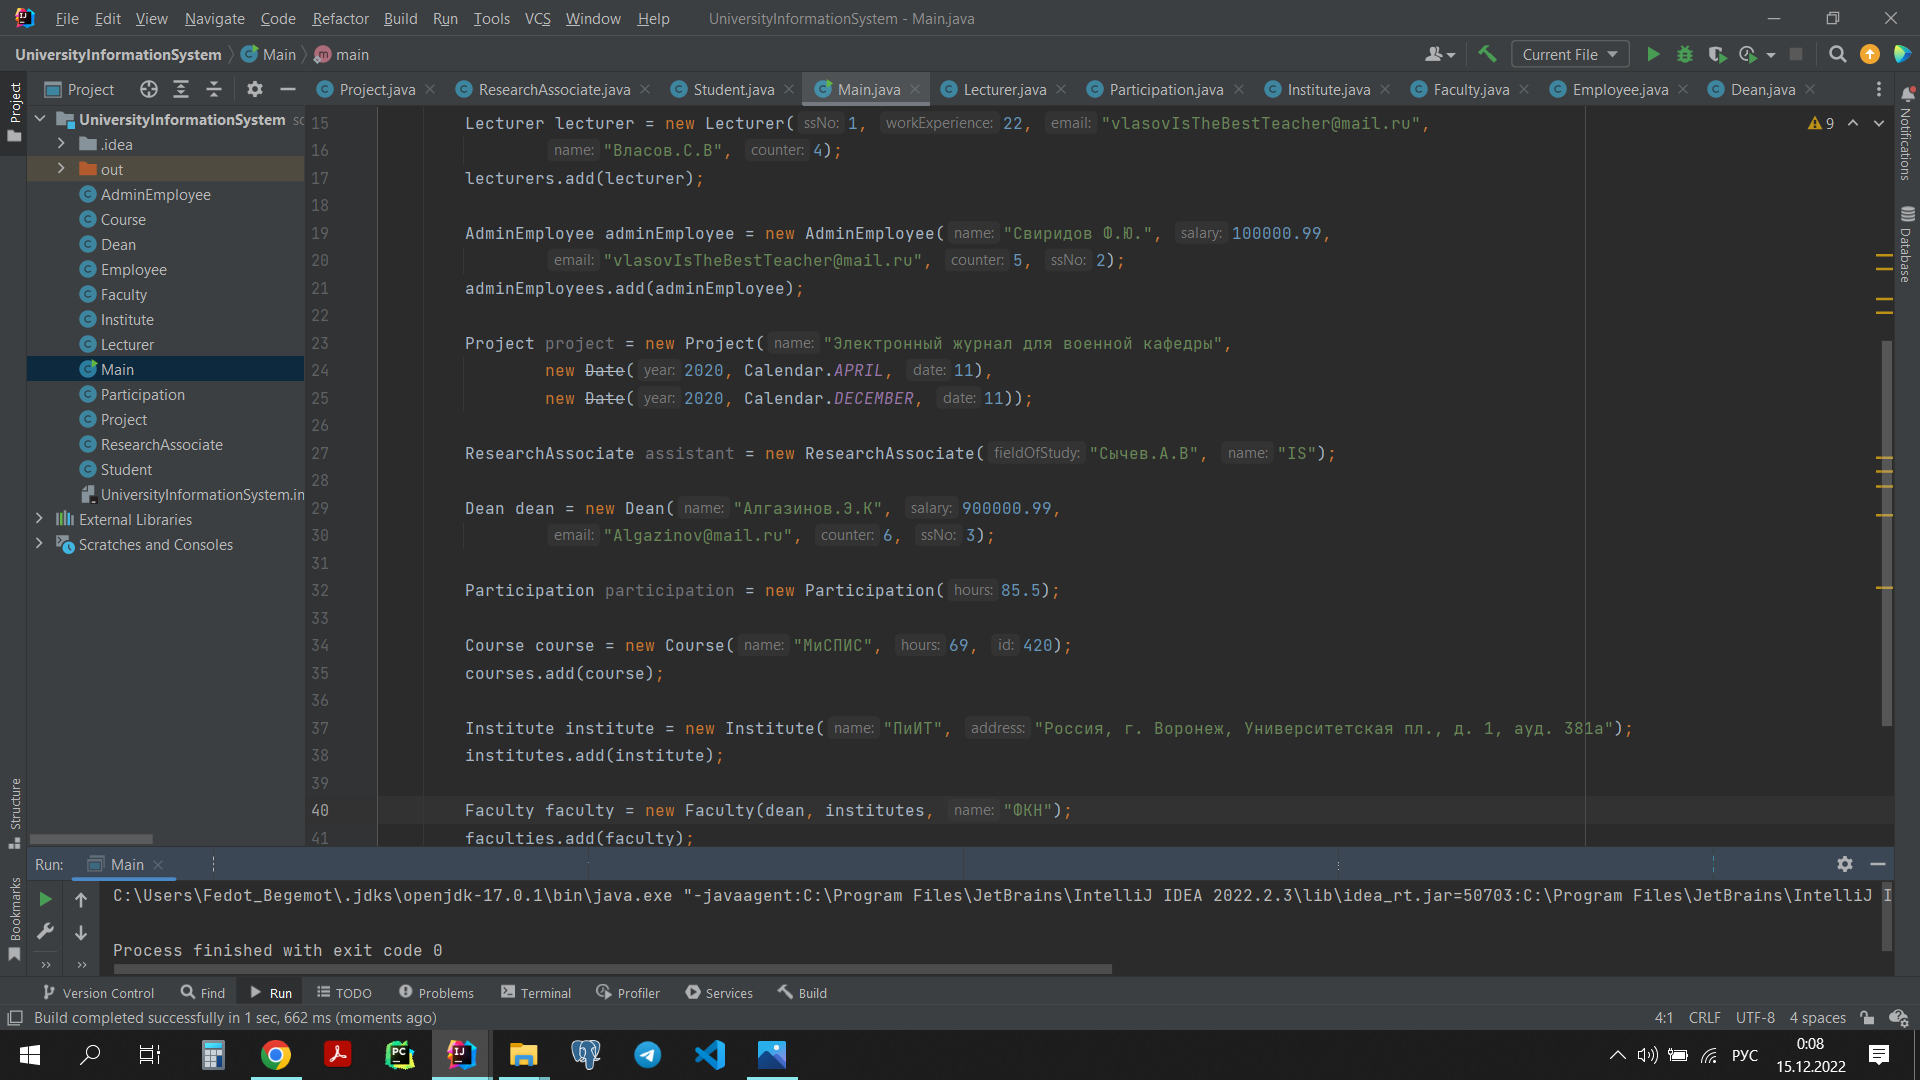 File Edit View Navigate Code Refactor Build Run Tools VCS Window Help UniversityInformationSystem - Main.java
UniversityInformationSystem Main main Current File
Project Project.java ResearchAssociate.java Student.java Main.java Lecturer.java Participation.java Institute.java Faculty.java Employee.java Dean.java
Project
Notifications
Database
UniversityInformationSystem
.idea
out
AdminEmployee
Course
Dean
Employee
Faculty
Institute
Lecturer
Main
Participation
Project
ResearchAssociate
Student
UniversityInformationSystem.im
External Libraries
Scratches and Consoles
9
15 Lecturer lecturer = new Lecturer( ssNo: 1, workExperience: 22, email: "vlasovIsTheBestTeacher@mail.ru",
16 name: "Власов.С.В", counter: 4);
17 lecturers.add(lecturer);
18
19 AdminEmployee adminEmployee = new AdminEmployee( name: "Свиридов Ф.Ю.", salary: 100000.99,
20 email: "vlasovIsTheBestTeacher@mail.ru", counter: 5, ssNo: 2);
21 adminEmployees.add(adminEmployee);
22
23 Project project = new Project( name: "Электронный журнал для военной кафедры",
24 new Date( year: 2020, Calendar.APRIL, date: 11),
25 new Date( year: 2020, Calendar.DECEMBER, date: 11));
26
27 ResearchAssociate assistant = new ResearchAssociate( fieldOfStudy: "Сычев.А.В", name: "IS");
28
29 Dean dean = new Dean( name: "Алгазинов.Э.К", salary: 900000.99,
30 email: "Algazinov@mail.ru", counter: 6, ssNo: 3);
31
32 Participation participation = new Participation( hours: 85.5);
33
34 Course course = new Course( name: "МиСПИС", hours: 69, id: 420);
35 courses.add(course);
36
37 Institute institute = new Institute( name: "ПиИТ", address: "Россия, г. Воронеж, Университетская пл., д. 1, ауд. 381а");
38 institutes.add(institute);
39
40 Faculty faculty = new Faculty(dean, institutes, name: "ФКН");
41 faculties.add(faculty);
Structure
Bookmarks
Run: Main
C:\Users\Fedot_Begemot\.jdks\openjdk-17.0.1\bin\java.exe "-javaagent:C:\Program Files\JetBrains\IntelliJ IDEA 2022.2.3\lib\idea_rt.jar=50703:C:\Program Files\JetBrains\IntelliJ I
Process finished with exit code 0
Version Control Find Run TODO Problems Terminal Profiler Services Build
Build completed successfully in 1 sec, 662 ms (moments ago) 4:1 CRLF UTF-8 4 spaces
РУС
0:08
15.12.2022